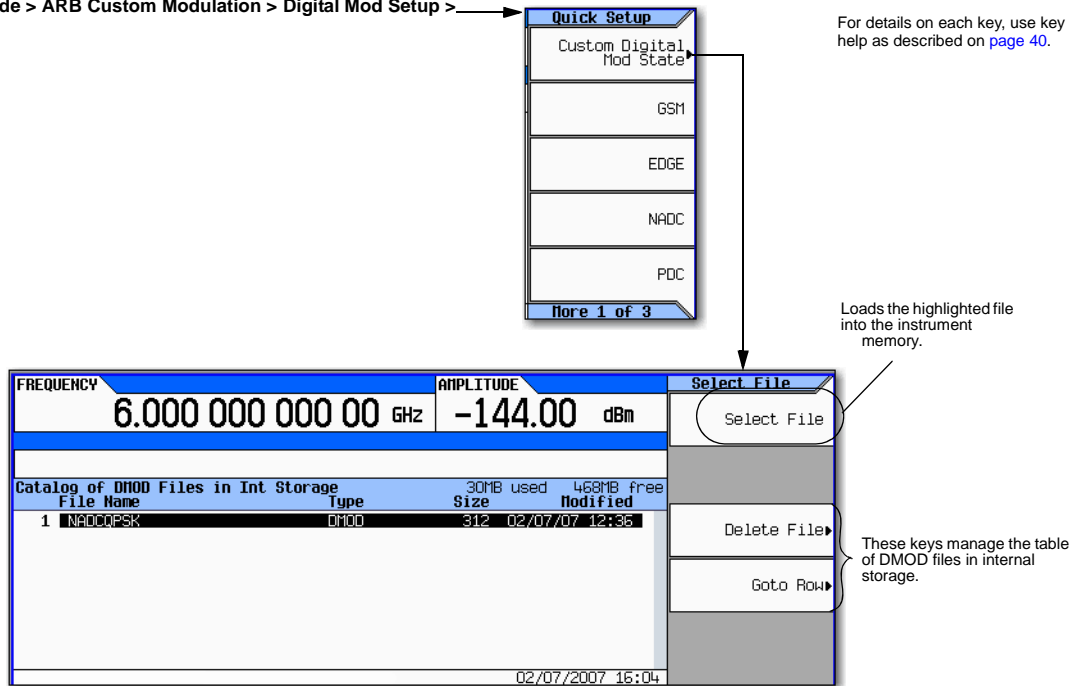 de > ARB Custom Modulation > Digital Mod Setup >
Quick Setup
Custom Digital
Mod State
GSM
EDGE
NADC
PDC
More 1 of 3
For details on each key, use key
help as described on page 40.
Loads the highlighted file
into the instrument
memory.
FREQUENCY
6.000 000 000 00 GHz
AMPLITUDE
-144.00 dBm
Select File
Select File
Catalog of DMOD Files in Int Storage 30MB used 468MB free
File Name Type Size Modified
1 NADCQPSK DMOD 312 02/07/07 12:36
Delete File
Goto Row
These keys manage the table
of DMOD files in internal
storage.
02/07/2007 16:04